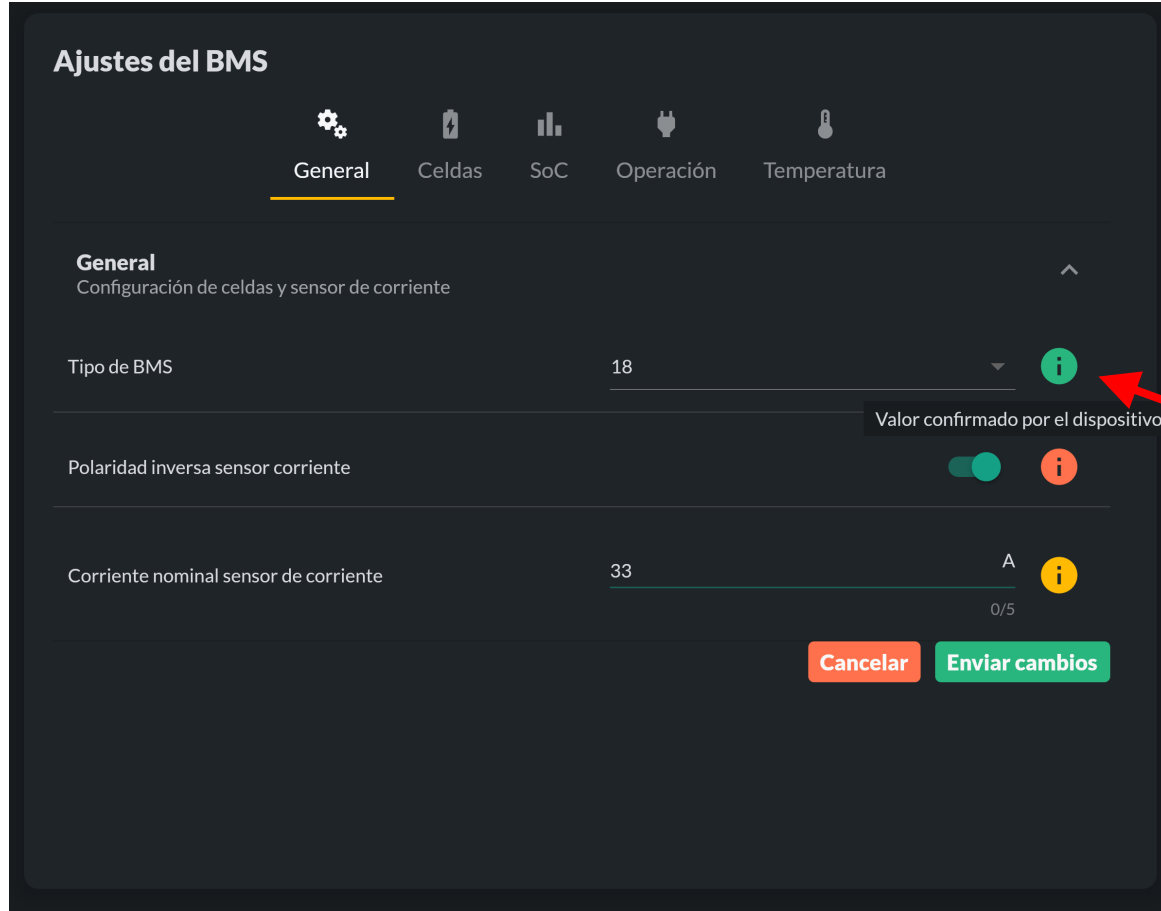 Ajustes del BMS
General Celdas SoC Operación Temperatura
General
Configuración de celdas y sensor de corriente
Tipo de BMS 18
Valor confirmado por el dispositivo
Polaridad inversa sensor corriente
Corriente nominal sensor de corriente 33 A
0/5
Cancelar Enviar cambios